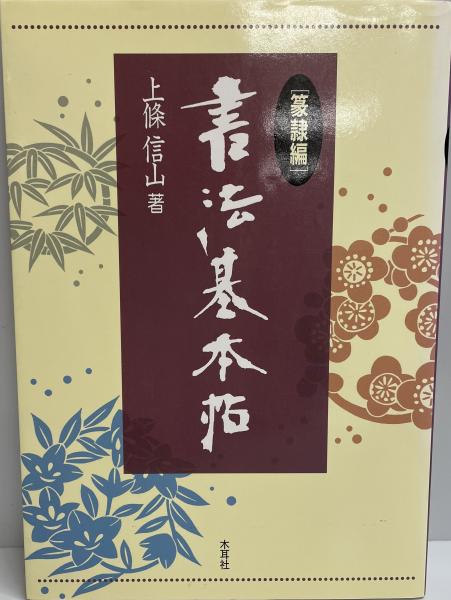 ［篆隷編］
書法基本帖
上條信山 著
木耳社